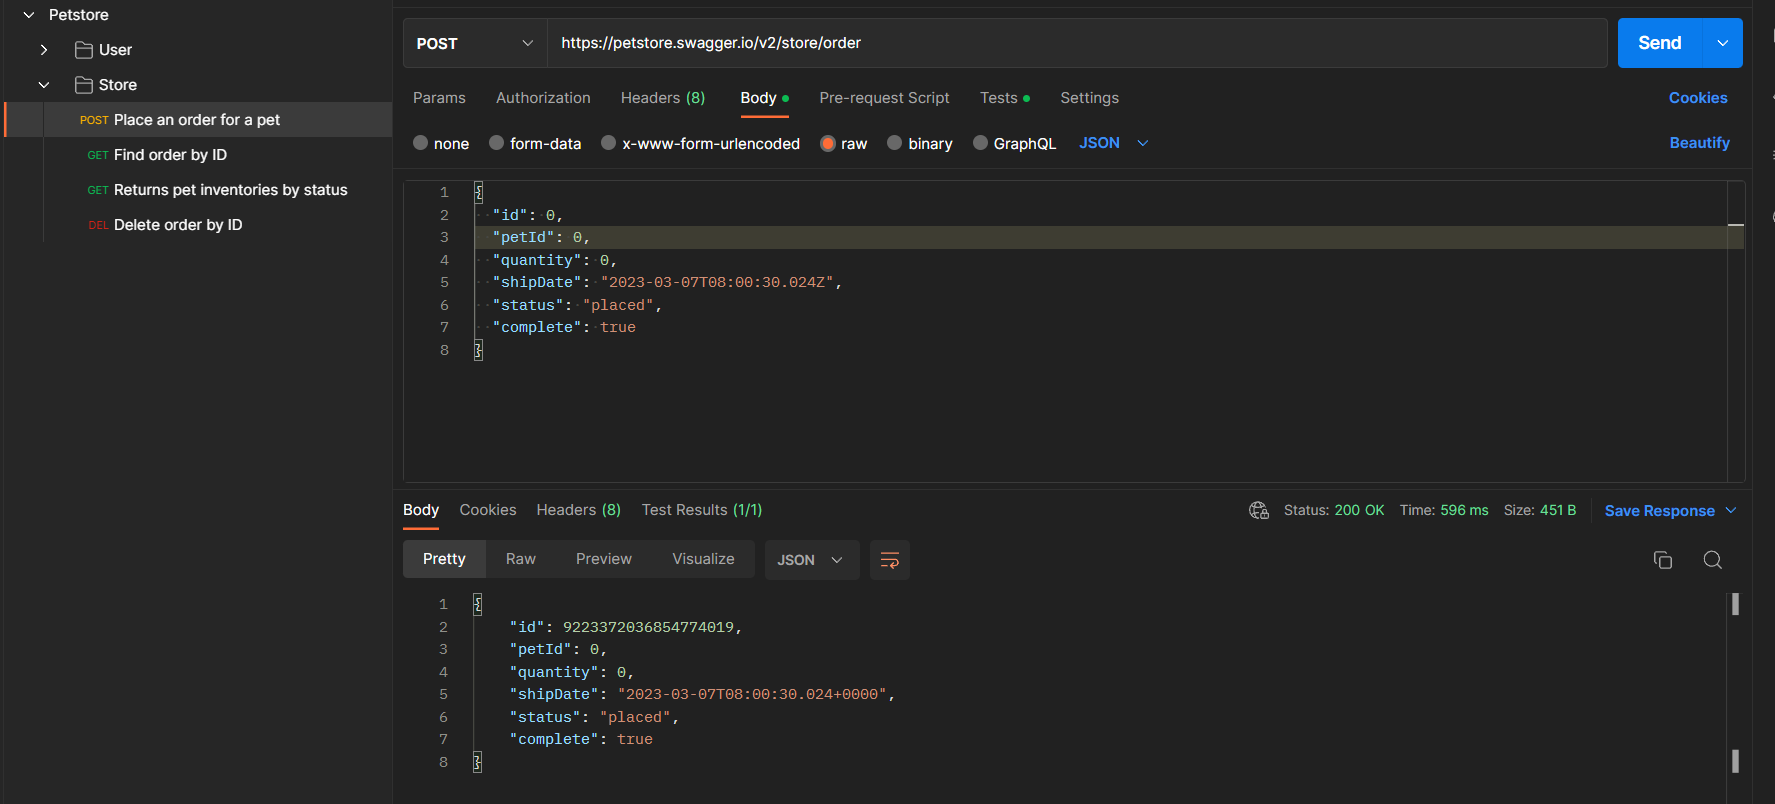 Petstore
User
Store
POST Place an order for a pet
GET Find order by ID
GET Returns pet inventories by status
DEL Delete order by ID
POST https://petstore.swagger.io/v2/store/order Send
Params Authorization Headers (8) Body Pre-request Script Tests Settings Cookies
none form-data x-www-form-urlencoded raw binary GraphQL JSON Beautify
1 {
2 "id": 0,
3 "petId": 0,
4 "quantity": 0,
5 "shipDate": "2023-03-07T08:00:30.024Z",
6 "status": "placed",
7 "complete": true
8 }
Body Cookies Headers (8) Test Results (1/1) Status: 200 OK Time: 596 ms Size: 451 B Save Response
Pretty Raw Preview Visualize JSON
1 {
2 "id": 9223372036854774019,
3 "petId": 0,
4 "quantity": 0,
5 "shipDate": "2023-03-07T08:00:30.024+0000",
6 "status": "placed",
7 "complete": true
8 }